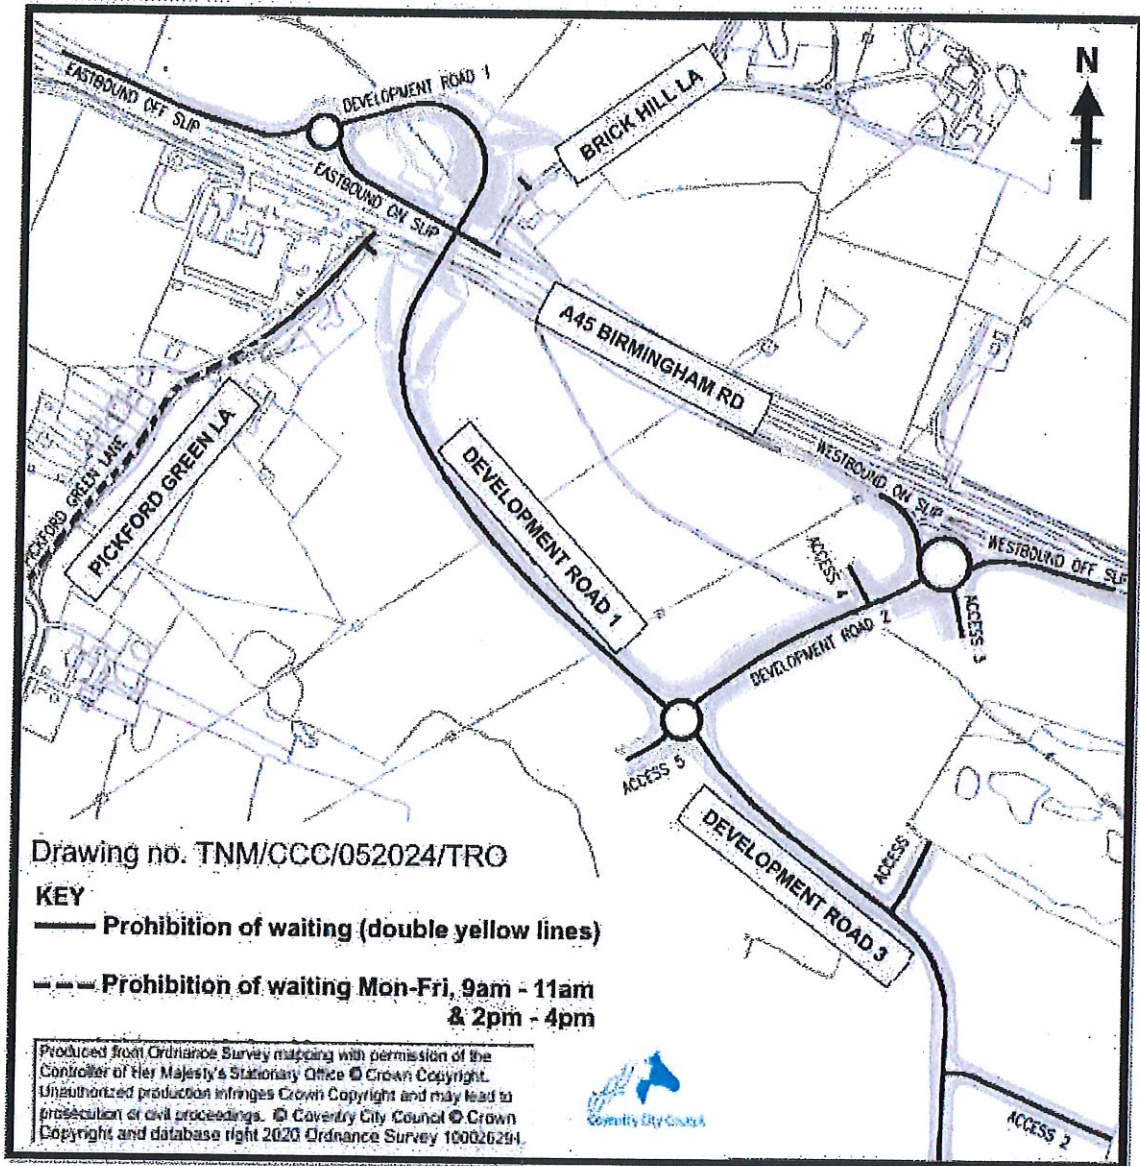 N
EASTBOUND OFF SLIP
DEVELOPMENT ROAD 1
BRICK HILL LA
EASTBOUND ON SLIP
A45 BIRMINGHAM RD
PICKFORD GREEN LANE
PICKFORD GREEN LA
DEVELOPMENT ROAD 1
WESTBOUND ON SLIP
WESTBOUND OFF SLIP
ACCESS 4
ACCESS 3
DEVELOPMENT ROAD 2
ACCESS 5
DEVELOPMENT ROAD 3
ACCESS
ACCESS 2
Drawing no. TNM/CCC/052024/TRO
KEY
Prohibition of waiting (double yellow lines)
Prohibition of waiting Mon-Fri, 9am - 11am
& 2pm - 4pm
Produced from Ordnance Survey mapping with permission of the
Controller of Her Majesty's Stationary Office © Crown Copyright.
Unauthorized production infringes Crown Copyright and may lead to
prosecution or civil proceedings. © Coventry City Council © Crown
Copyright and database right 2020 Ordnance Survey 100026294.
Coventry City Council